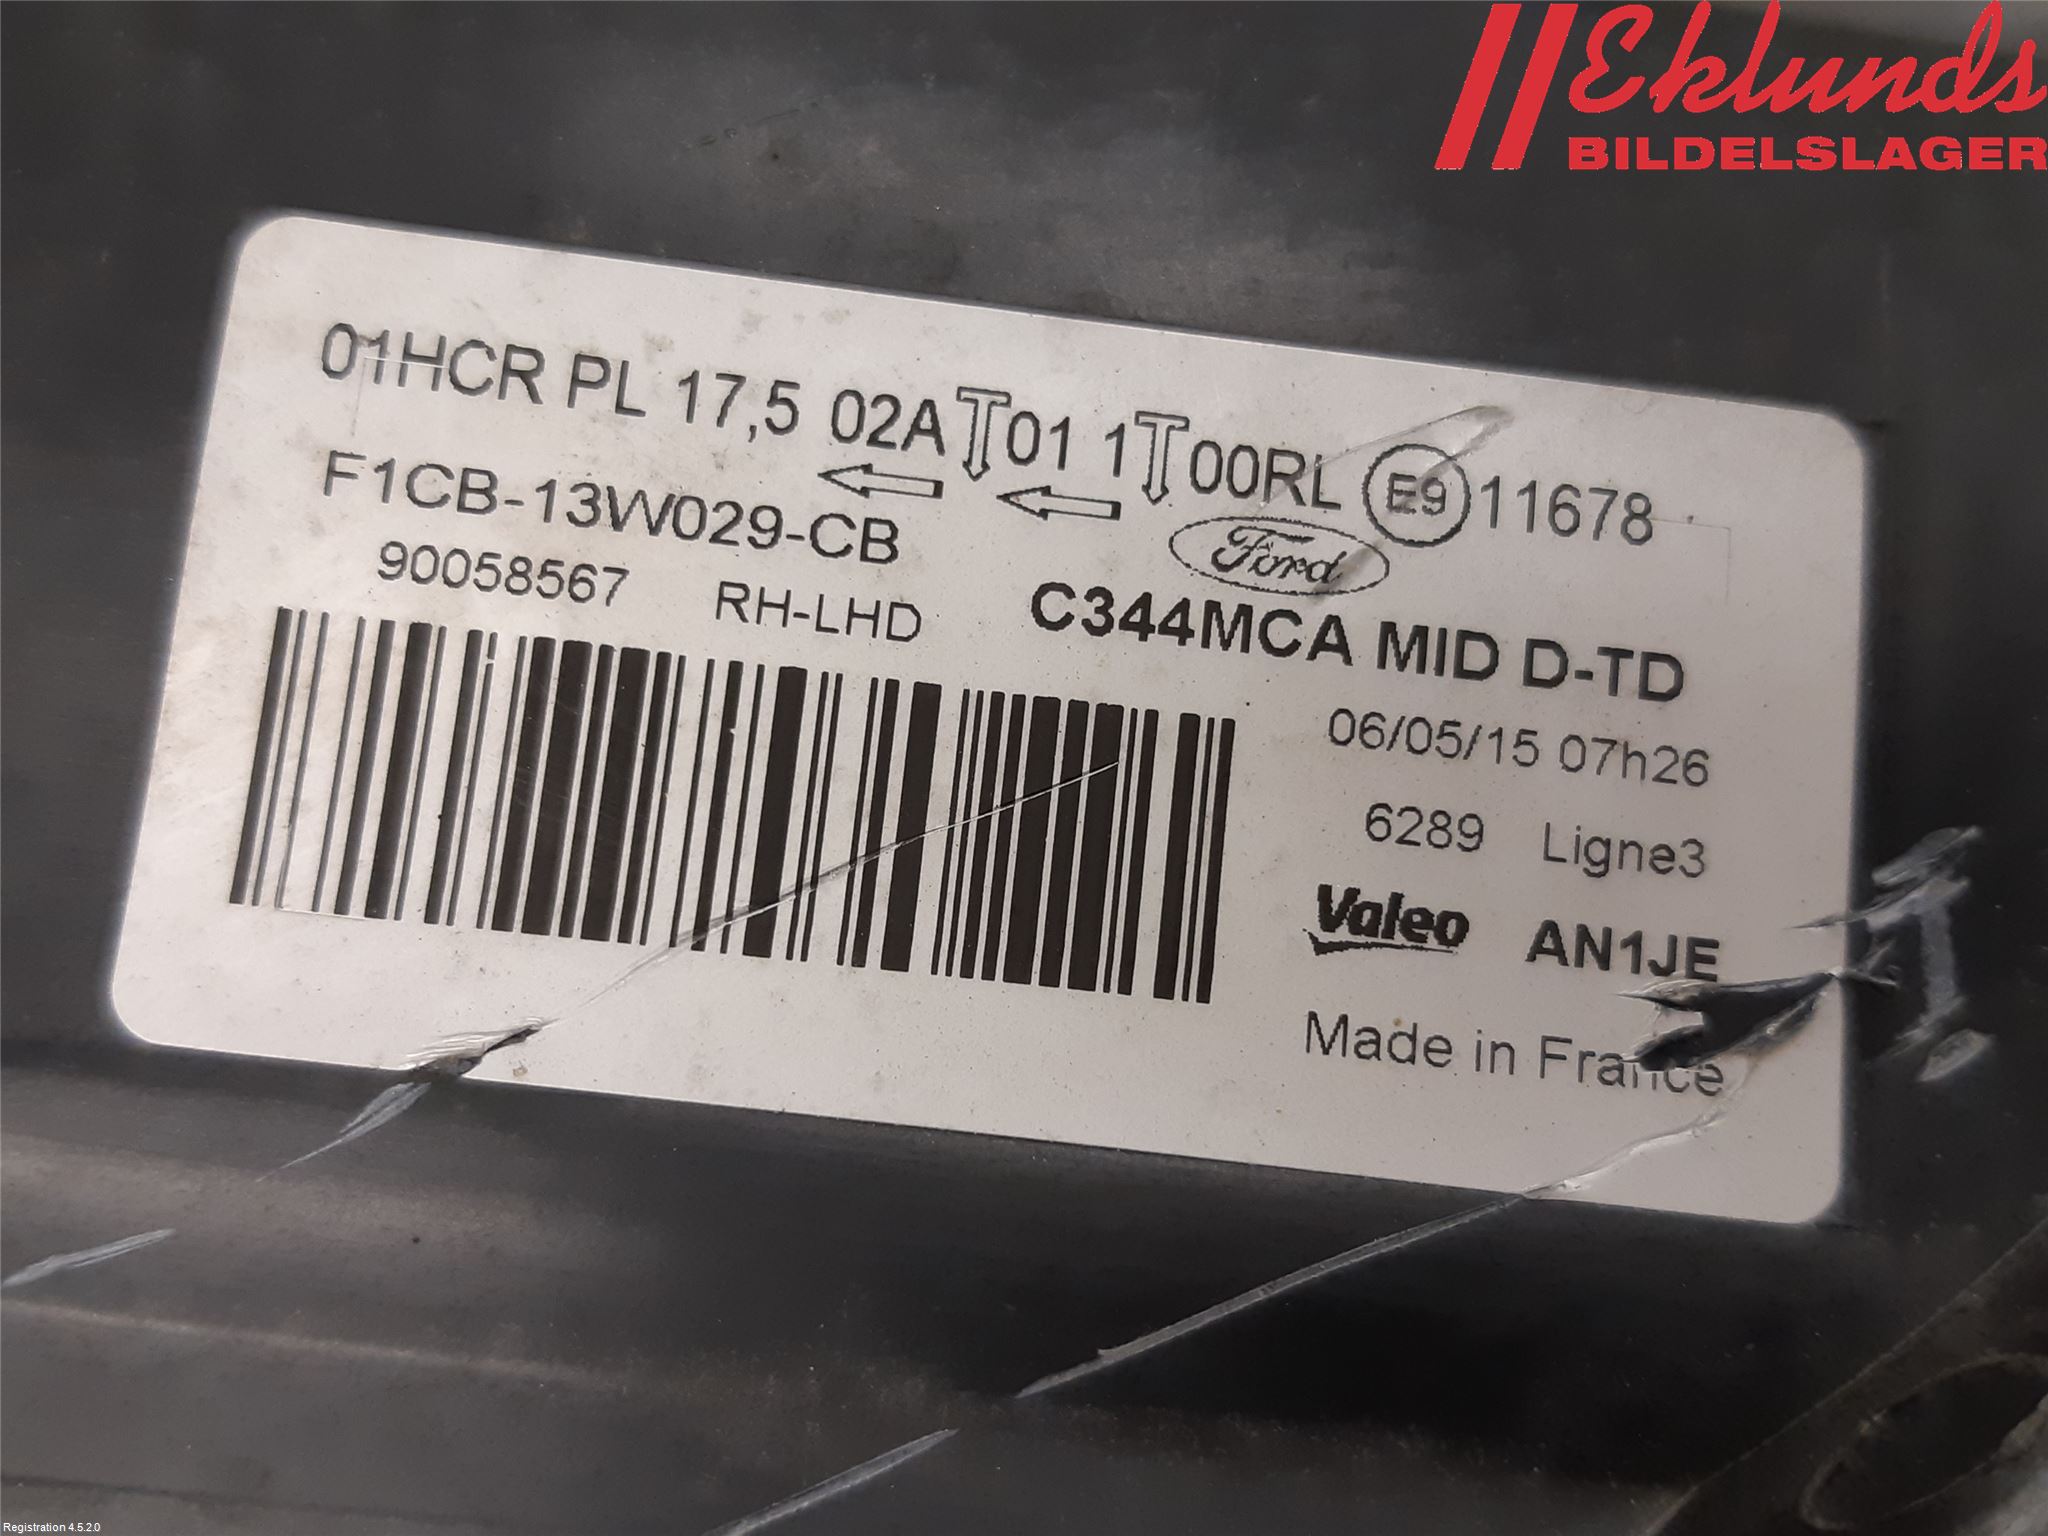 Eklunds
BILDELSLAGER
01HCR PL 17,5 02A 01 1 00RL E9 11678
F1CB-13W029-CB
Ford
90058567 RH-LHD
C344MCA MID D-TD
06/05/15 07h26
6289 Ligne3
Valeo AN1JE
Made in France
Registration 4.5.2.0